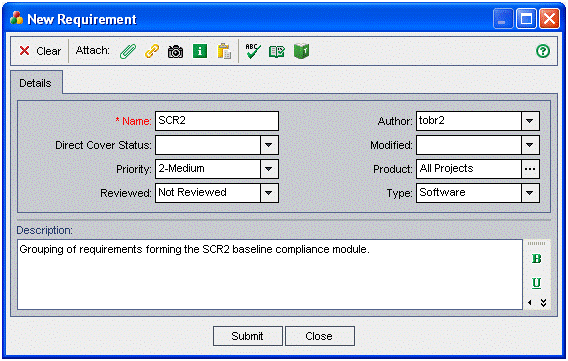 New Requirement
Clear Attach: ABC
Details
* Name: SCR2 Author: tobr2
Direct Cover Status: Modified:
Priority: 2-Medium Product: All Projects ...
Reviewed: Not Reviewed Type: Software
Description:
Grouping of requirements forming the SCR2 baseline compliance module.
B
U
Submit Close